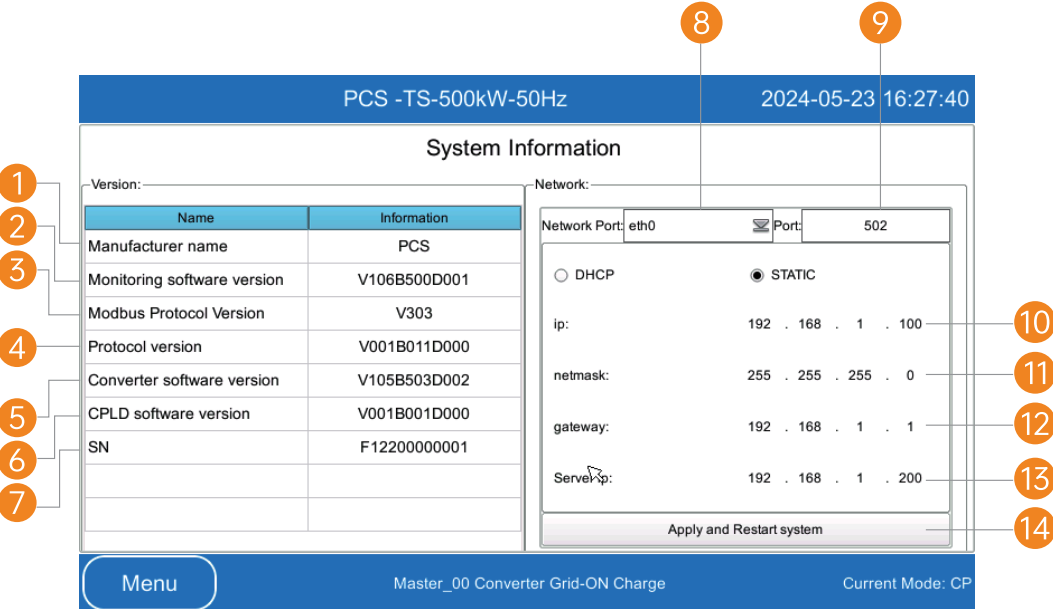 8 9
PCS -TS-500kW-50Hz 2024-05-23 16:27:40
System Information
Version:
Name Information
1 Manufacturer name PCS
2 Monitoring software version V106B500D001
3 Modbus Protocol Version V303
4 Protocol version V001B011D000
5 Converter software version V105B503D002
6 CPLD software version V001B001D000
7 SN F12200000001
Network:
Network Port: eth0 Port: 502
DHCP STATIC
ip: 192 . 168 . 1 . 100 10
netmask: 255 . 255 . 255 . 0 11
gateway: 192 . 168 . 1 . 1 12
192 . 168 . 1 . 200 13
Apply and Restart system 14
Menu Master_00 Converter Grid-ON Charge Current Mode: CP